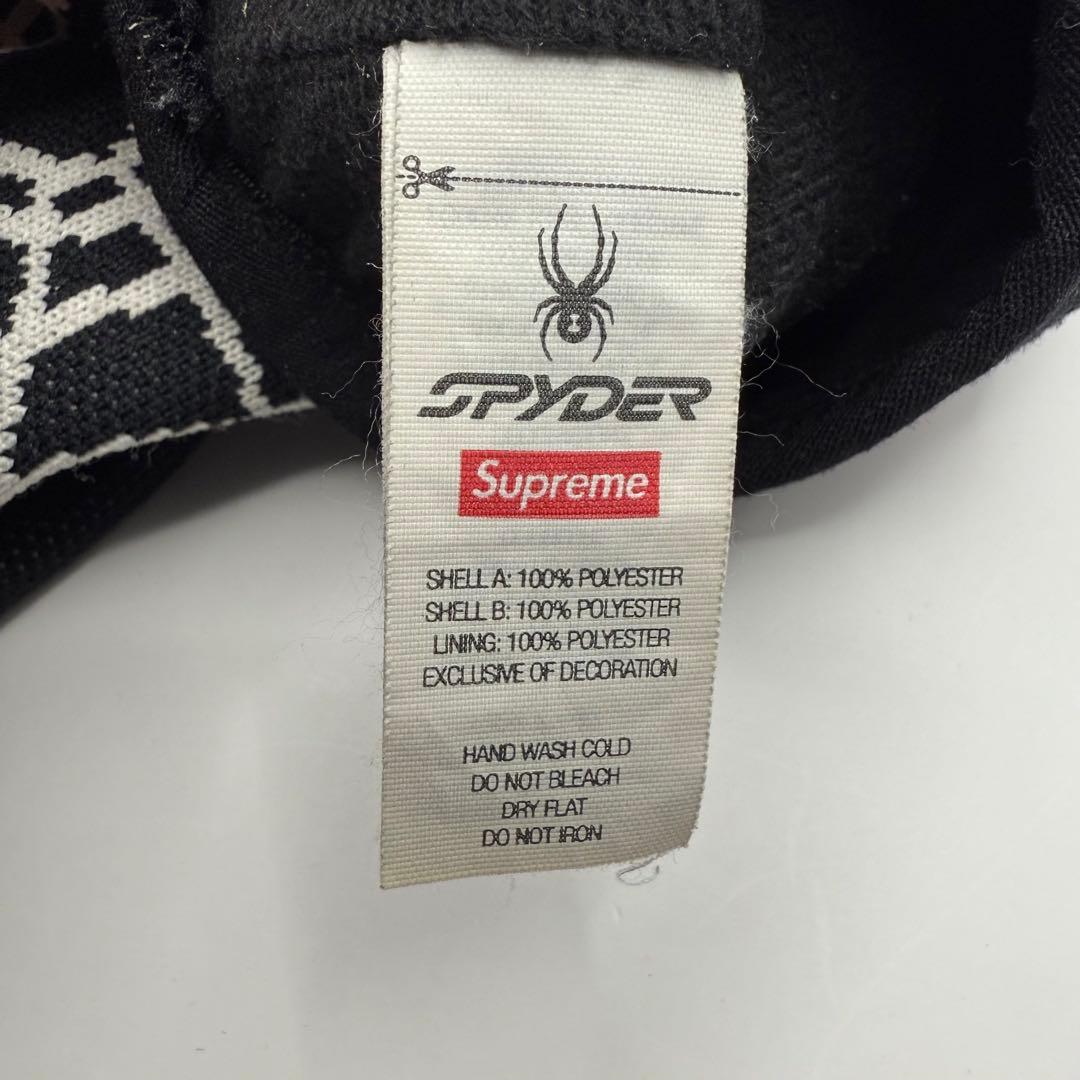 SPYDER
Supreme
SHELL A: 100% POLYESTER
SHELL B: 100% POLYESTER
LINING: 100% POLYESTER
EXCLUSIVE OF DECORATION
HAND WASH COLD
DO NOT BLEACH
DRY FLAT
DO NOT IRON